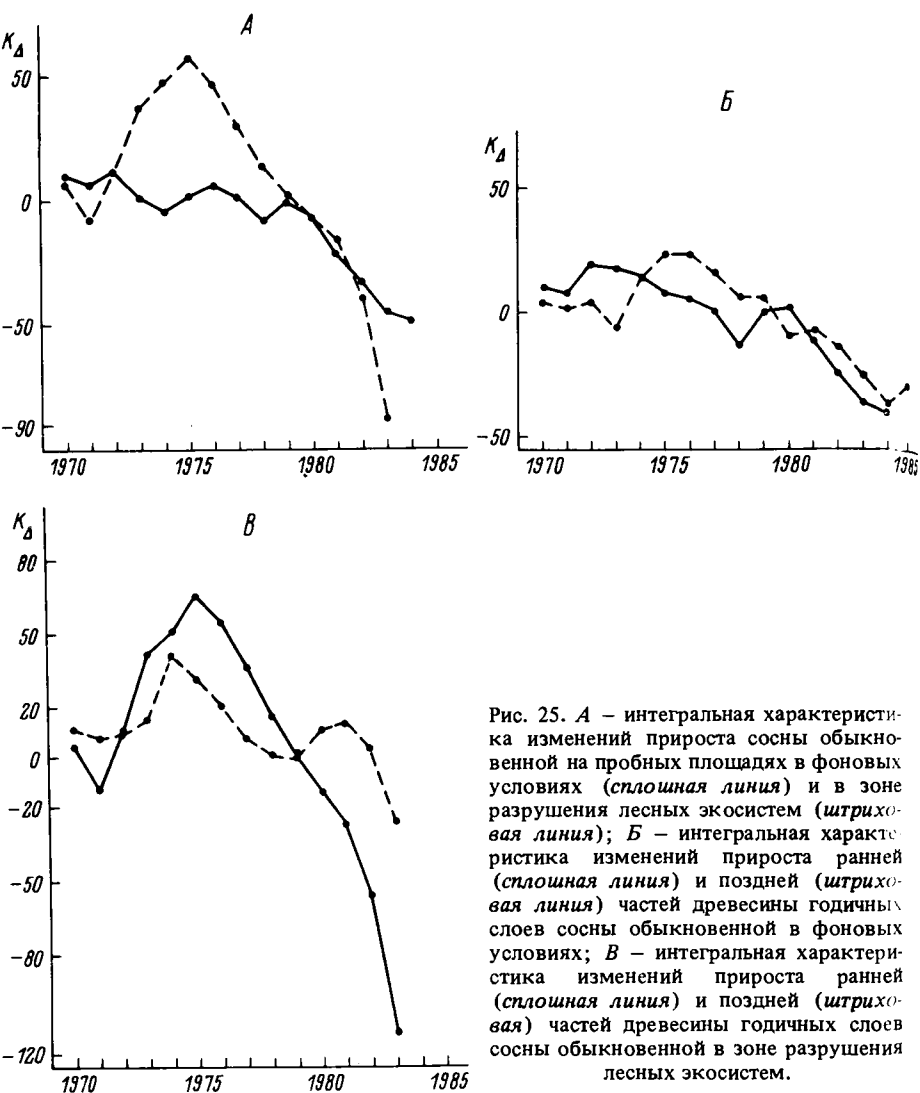 А
K_Δ
50
0
−50
−90
1970
1975
1980
1985
Б
K_Δ
50
0
−50
1970
1975
1980
1985
В
K_Δ
80
50
20
0
−20
−50
−80
−120
1970
1975
1980
1985
Рис. 25. А – интегральная характеристи-
ка изменений прироста сосны обыкно-
венной на пробных площадях в фоновых
условиях (сплошная линия) и в зоне
разрушения лесных экосистем (штрихо-
вая линия); Б – интегральная характе
ристика изменений прироста ранней
(сплошная линия) и поздней (штрихо-
вая линия) частей древесины годичных
слоев сосны обыкновенной в фоновых
условиях; В – интегральная характери-
стика изменений прироста ранней
(сплошная линия) и поздней (штрихо-
вая) частей древесины годичных слоев
сосны обыкновенной в зоне разрушения
лесных экосистем.